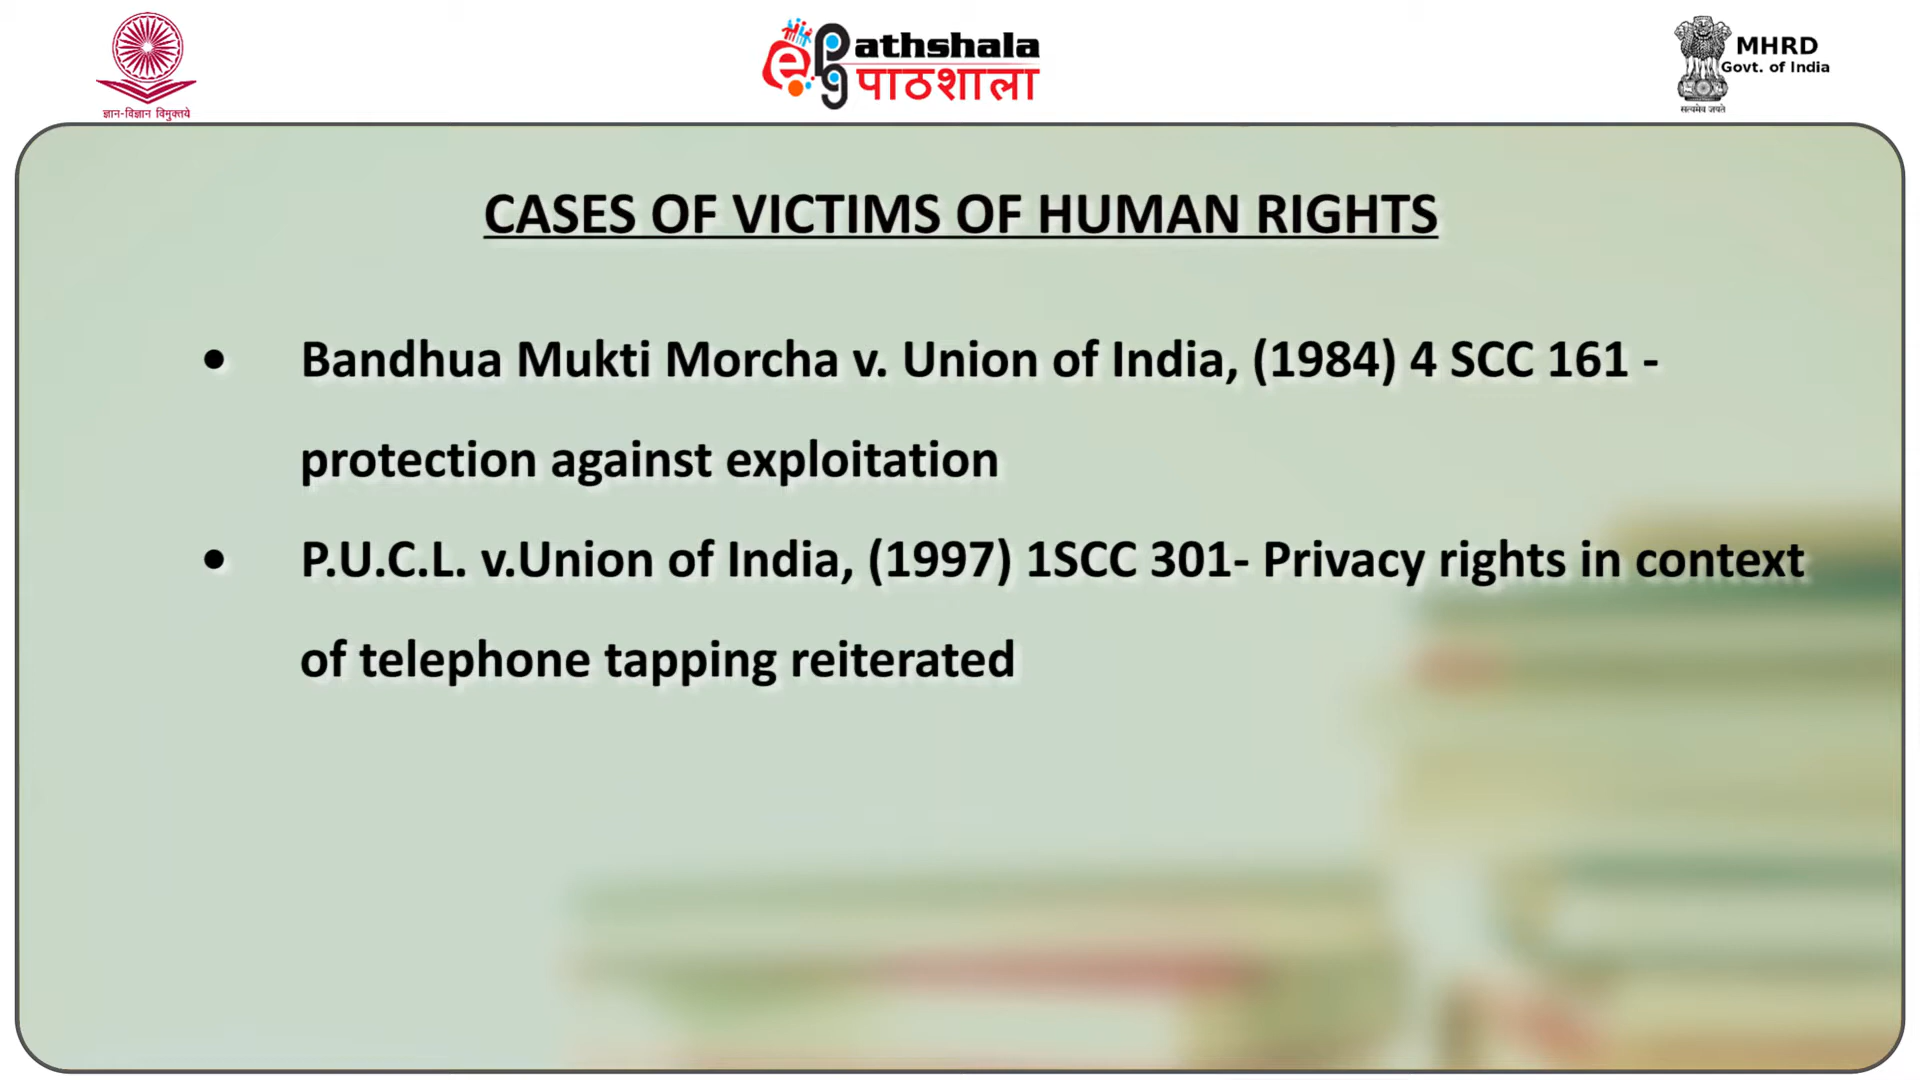 ज्ञान-विज्ञान विमुक्तये
ePGathshala
पाठशाला
MHRD
Govt. of India
सत्यमेव जयते
CASES OF VICTIMS OF HUMAN RIGHTS
• Bandhua Mukti Morcha v. Union of India, (1984) 4 SCC 161 -
protection against exploitation
• P.U.C.L. v.Union of India, (1997) 1SCC 301- Privacy rights in context
of telephone tapping reiterated